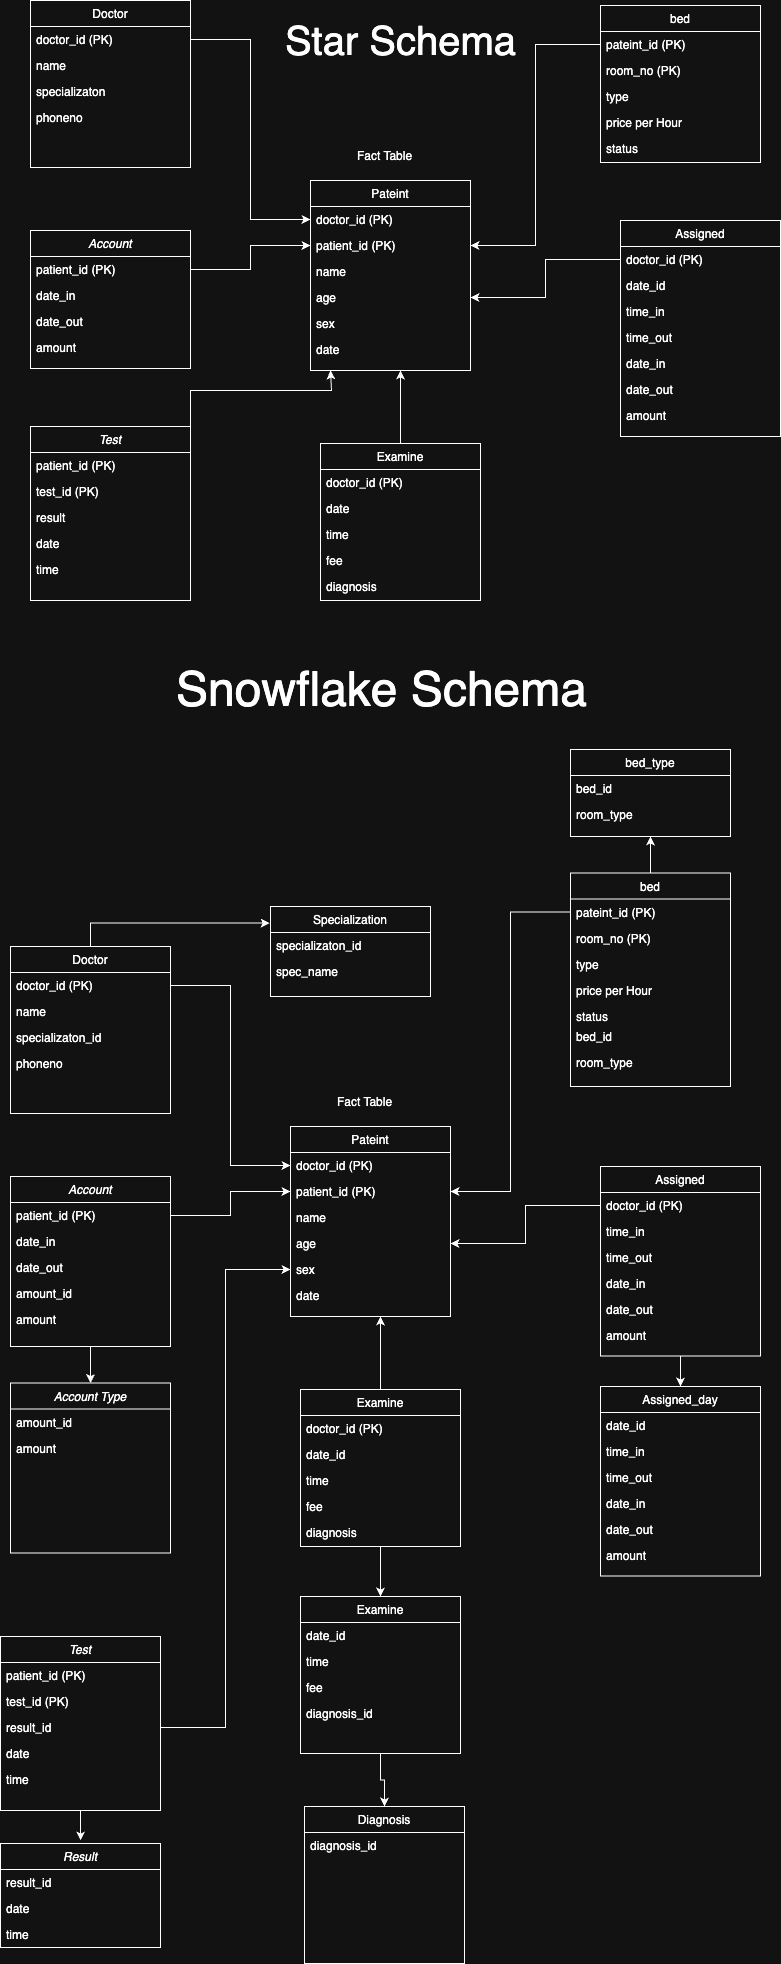 Star Schema
Doctor
doctor_id (PK)
name
specializaton
phoneno
bed
pateint_id (PK)
room_no (PK)
type
price per Hour
status
Fact Table
Pateint
doctor_id (PK)
patient_id (PK)
name
age
sex
date
Account
patient_id (PK)
date_in
date_out
amount
Assigned
doctor_id (PK)
date_id
time_in
time_out
date_in
date_out
amount
Test
patient_id (PK)
test_id (PK)
result
date
time
Examine
doctor_id (PK)
date
time
fee
diagnosis
Snowflake Schema
bed_type
bed_id
room_type
bed
pateint_id (PK)
room_no (PK)
type
price per Hour
status
bed_id
room_type
Specialization
specializaton_id
spec_name
Doctor
doctor_id (PK)
name
specializaton_id
phoneno
Fact Table
Pateint
doctor_id (PK)
patient_id (PK)
name
age
sex
date
Account
patient_id (PK)
date_in
date_out
amount_id
amount
Assigned
doctor_id (PK)
time_in
time_out
date_in
date_out
amount
Account Type
amount_id
amount
Examine
doctor_id (PK)
date_id
time
fee
diagnosis
Assigned_day
date_id
time_in
time_out
date_in
date_out
amount
Examine
date_id
time
fee
diagnosis_id
Test
patient_id (PK)
test_id (PK)
result_id
date
time
Diagnosis
diagnosis_id
Result
result_id
date
time